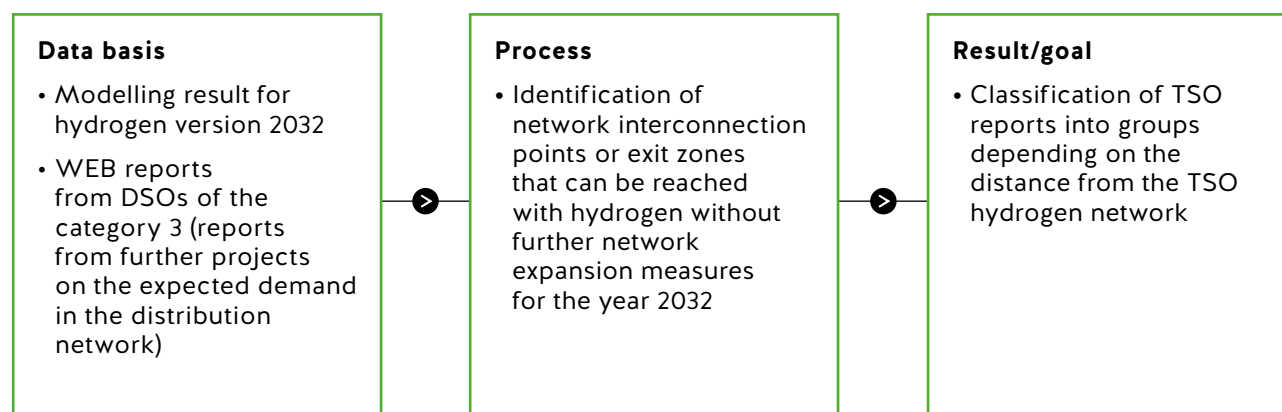 Data basis
• Modelling result for
hydrogen version 2032
• WEB reports
from DSOs of the
category 3 (reports
from further projects
on the expected demand
in the distribution
network)
Process
• Identification of
network interconnection
points or exit zones
that can be reached
with hydrogen without
further network
expansion measures
for the year 2032
Result/goal
• Classification of TSO
reports into groups
depending on the
distance from the TSO
hydrogen network